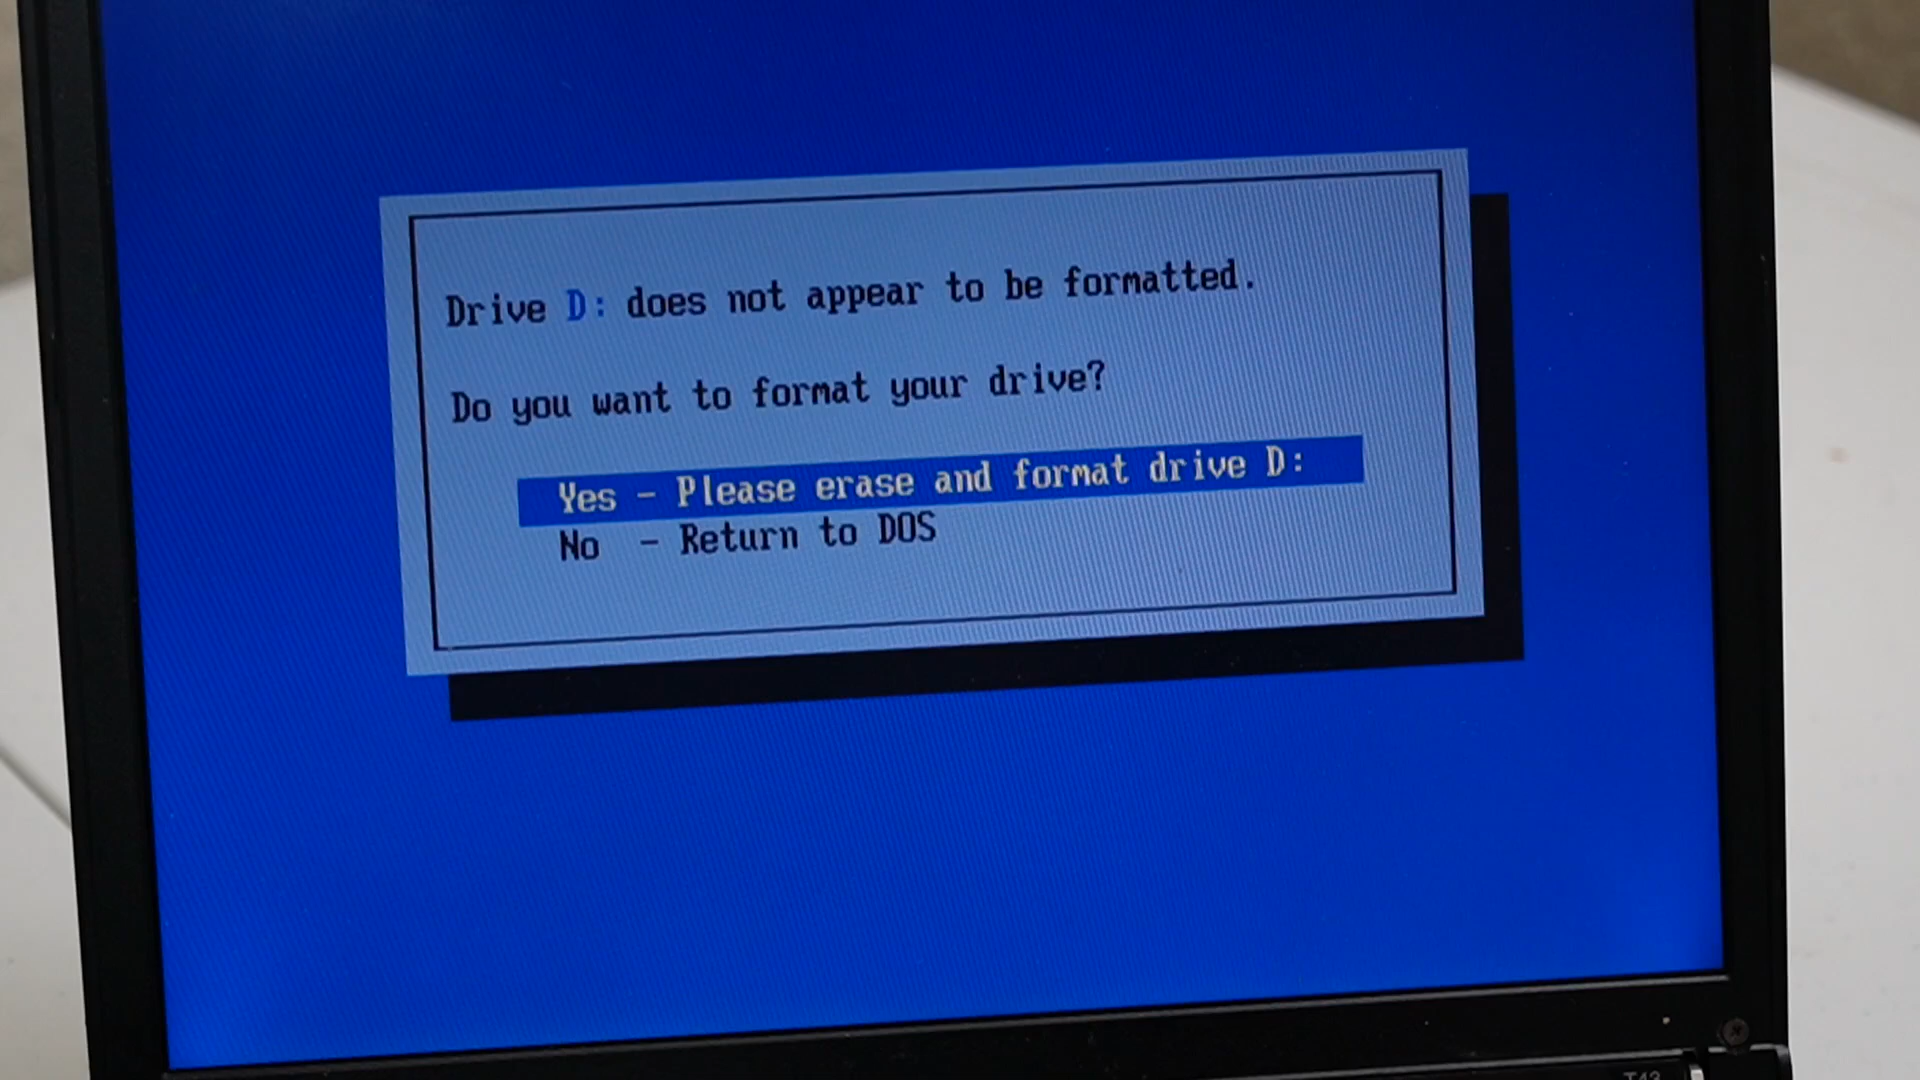 Drive D: does not appear to be formatted.
Do you want to format your drive?
Yes - Please erase and format drive D:
No - Return to DOS